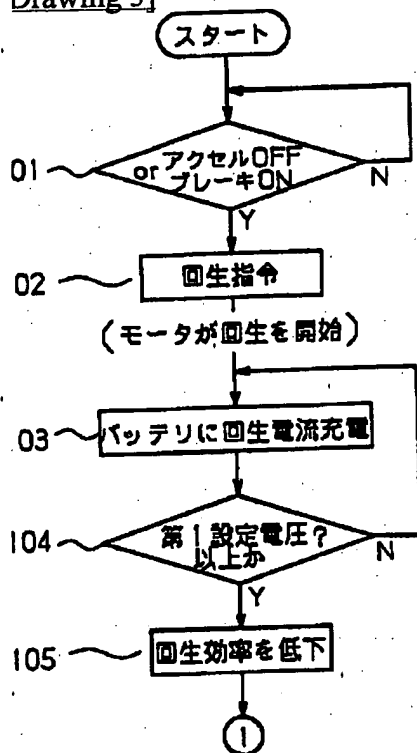 Drawing 5]
スタート
01
アクセルOFF
or ブレーキON
N
Y
02
回生指令
(モータが回生を開始)
03
バッテリに回生電流充電
104
第1設定電圧?
以上か
N
Y
105
回生効率を低下
1